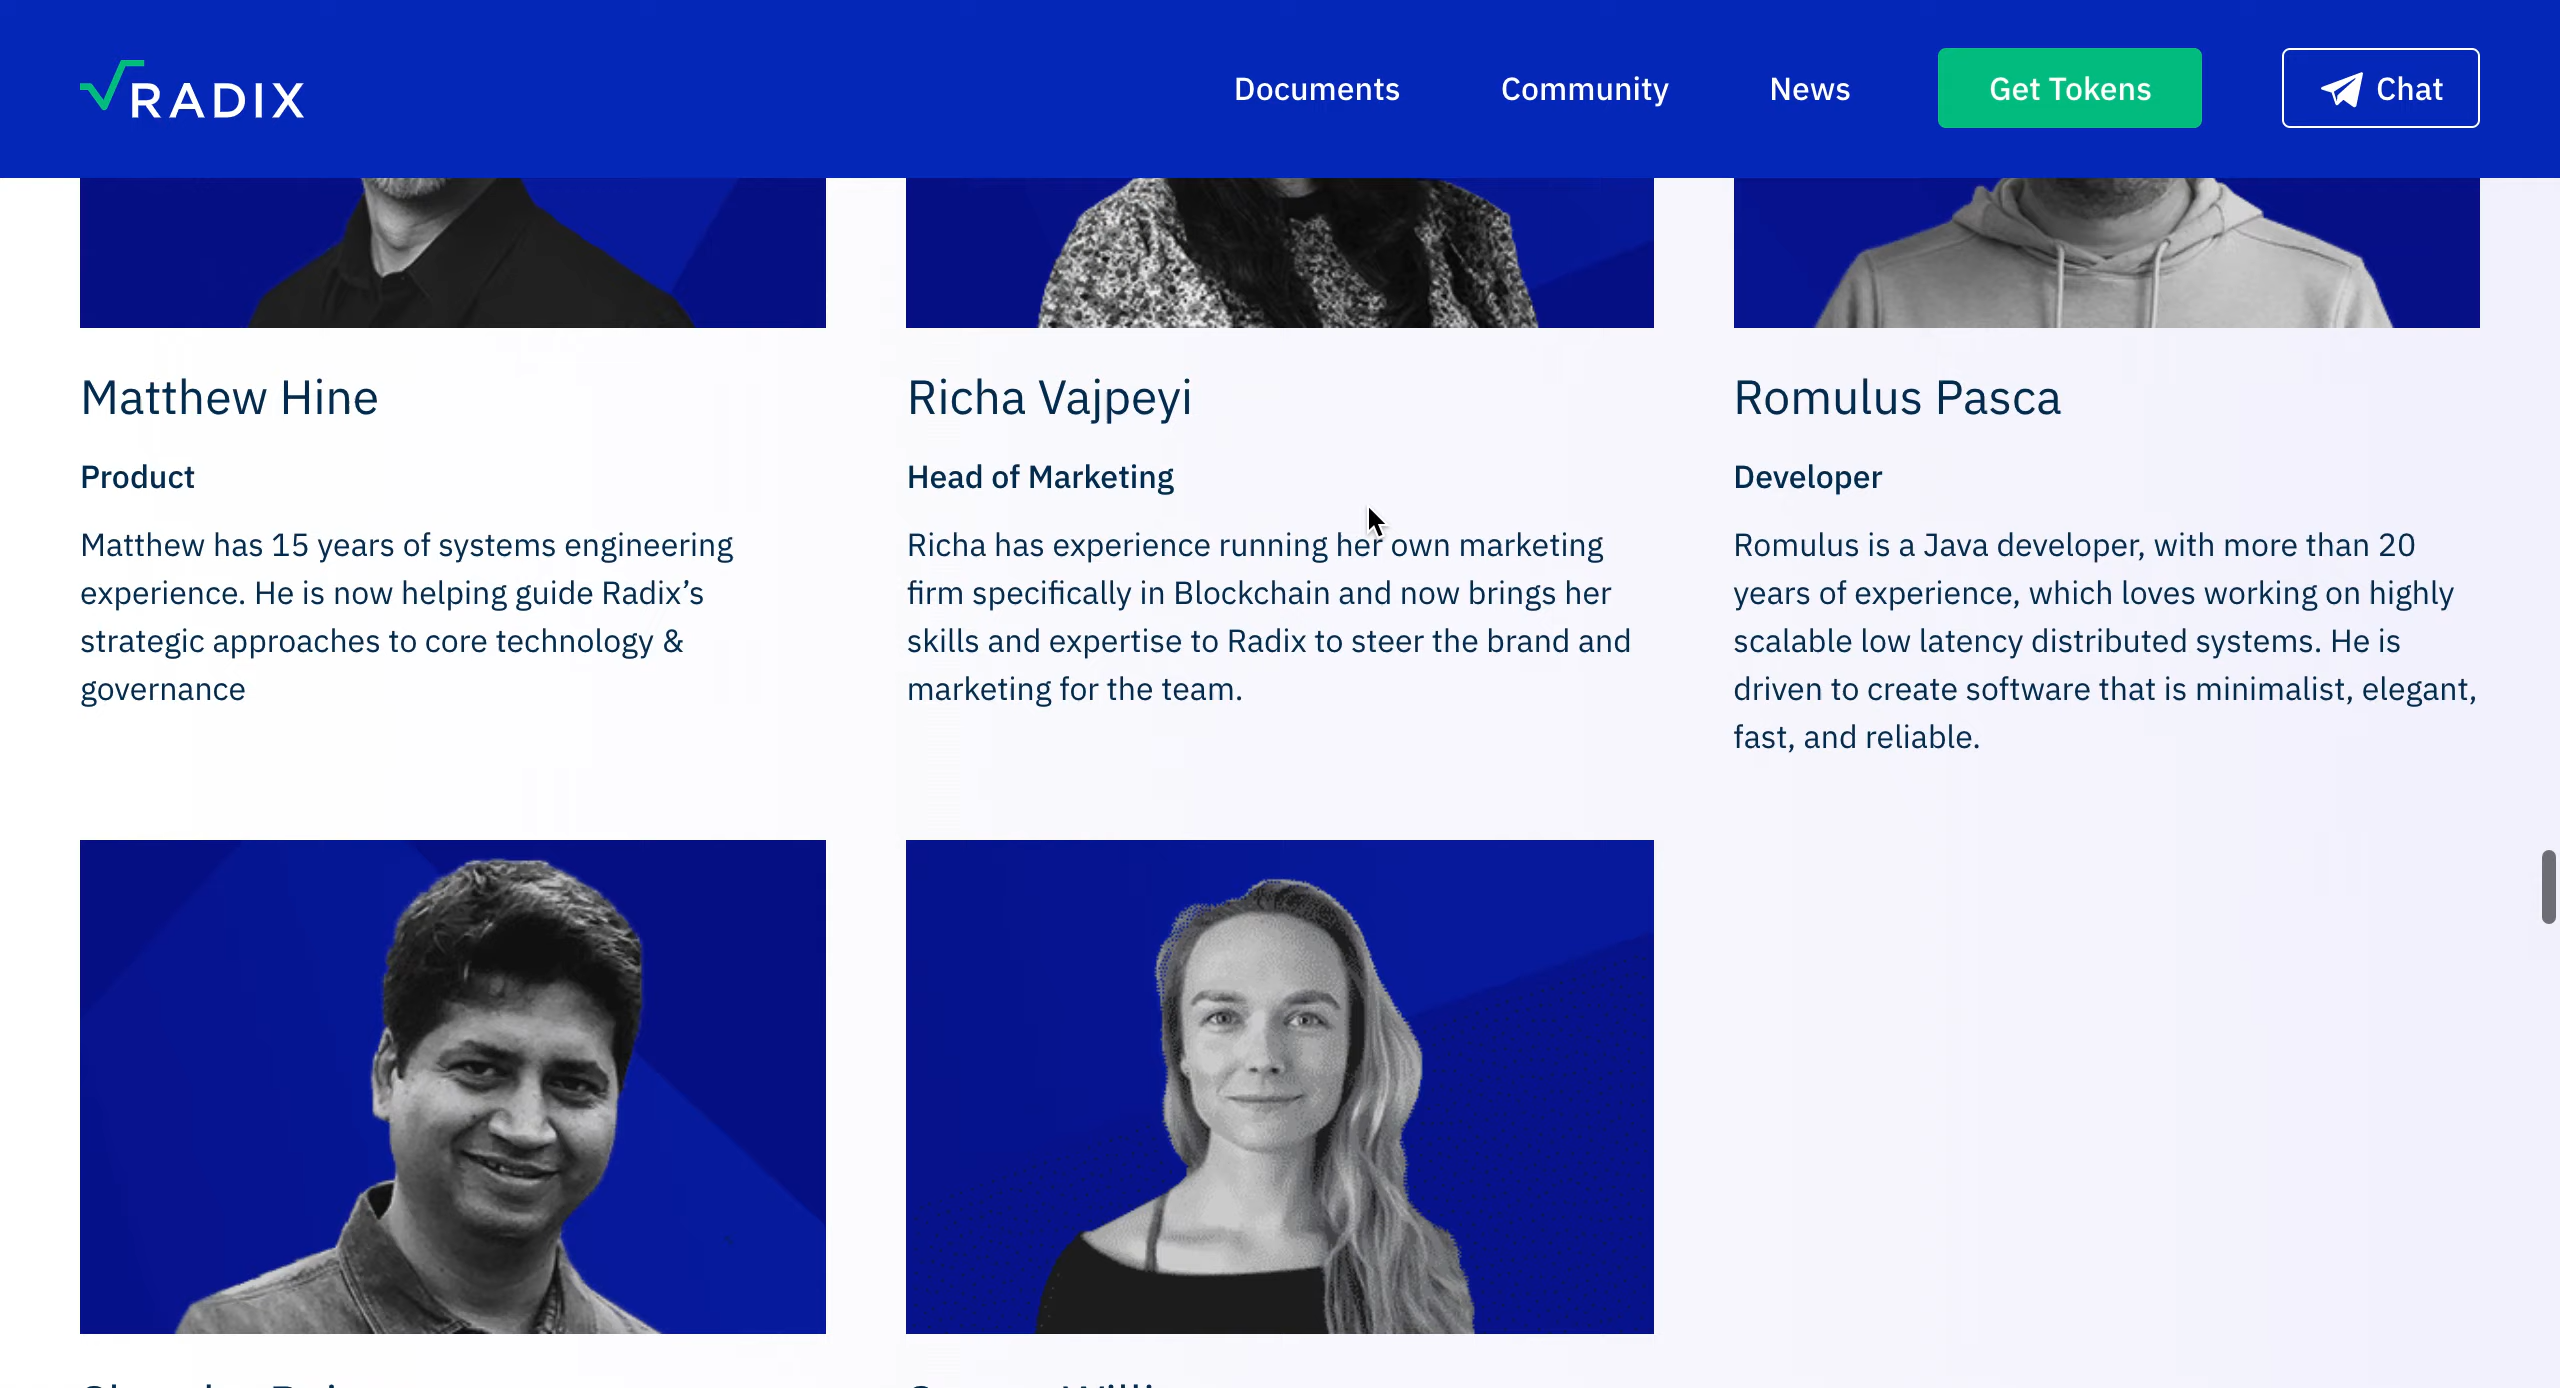 RADIX
Documents
Community
News
Get Tokens
Chat
Matthew Hine
Product
Matthew has 15 years of systems engineering
experience. He is now helping guide Radix’s
strategic approaches to core technology &
governance
Richa Vajpeyi
Head of Marketing
Richa has experience running her own marketing
firm specifically in Blockchain and now brings her
skills and expertise to Radix to steer the brand and
marketing for the team.
Romulus Pasca
Developer
Romulus is a Java developer, with more than 20
years of experience, which loves working on highly
scalable low latency distributed systems. He is
driven to create software that is minimalist, elegant,
fast, and reliable.